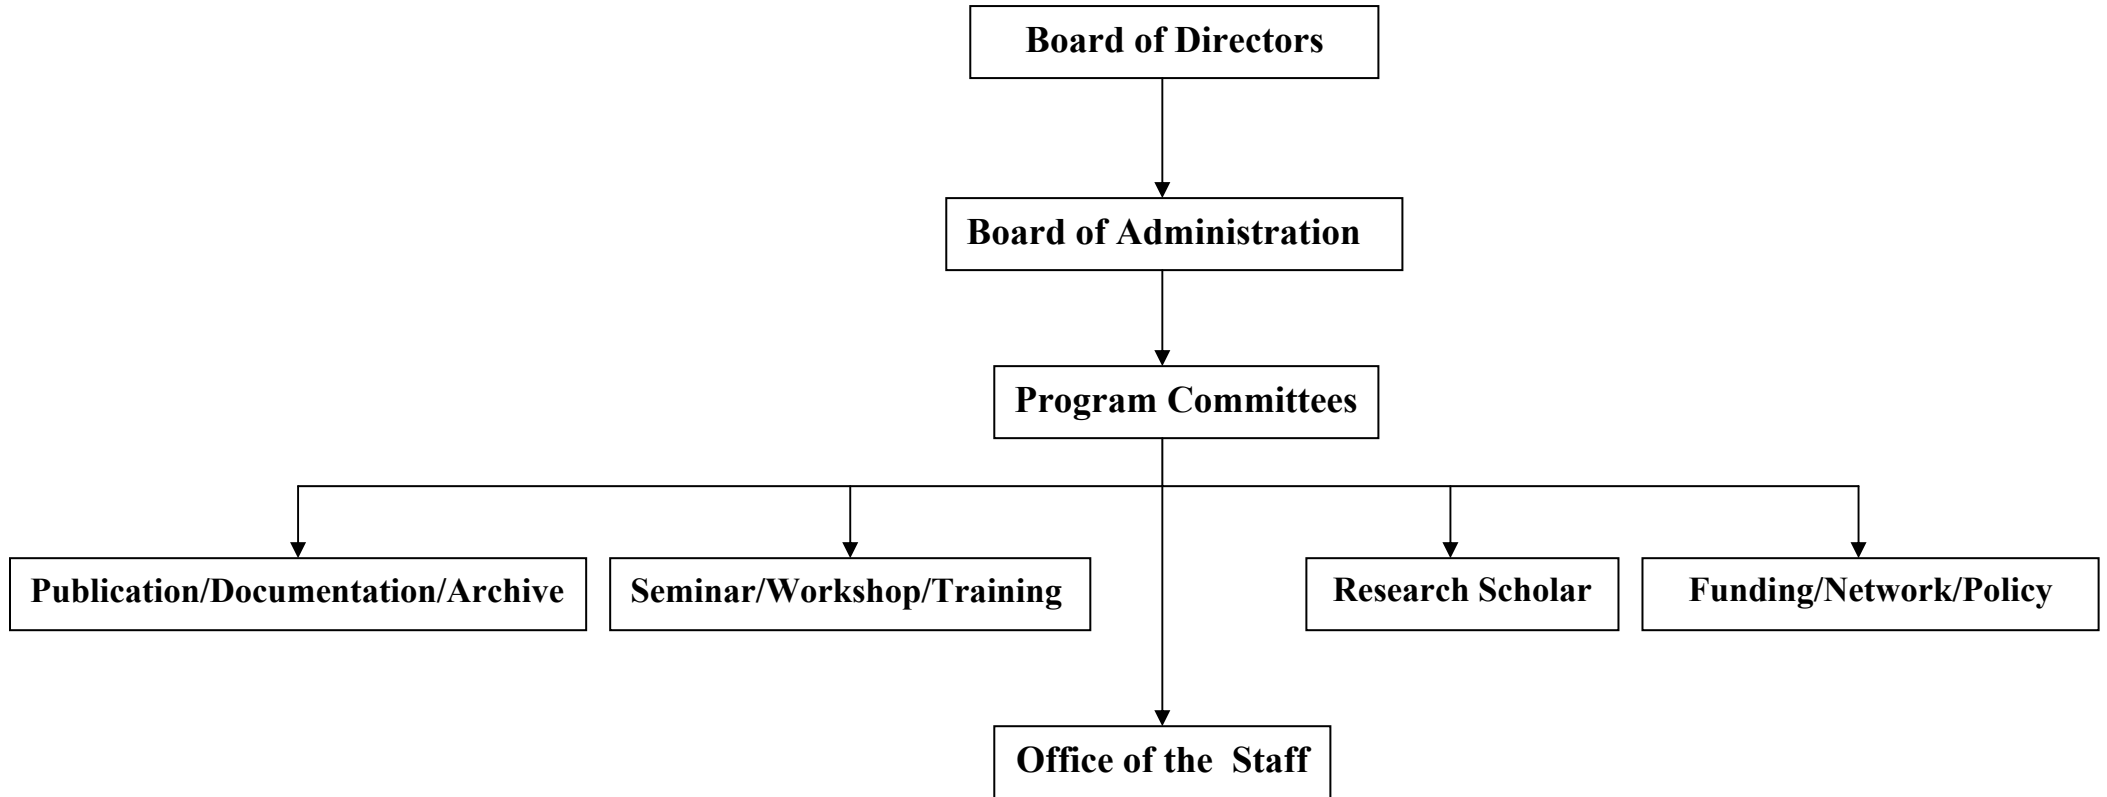 Board of Directors
Board of Administration
Program Committees
Publication/Documentation/Archive
Seminar/Workshop/Training
Research Scholar
Funding/Network/Policy
Office of the  Staff